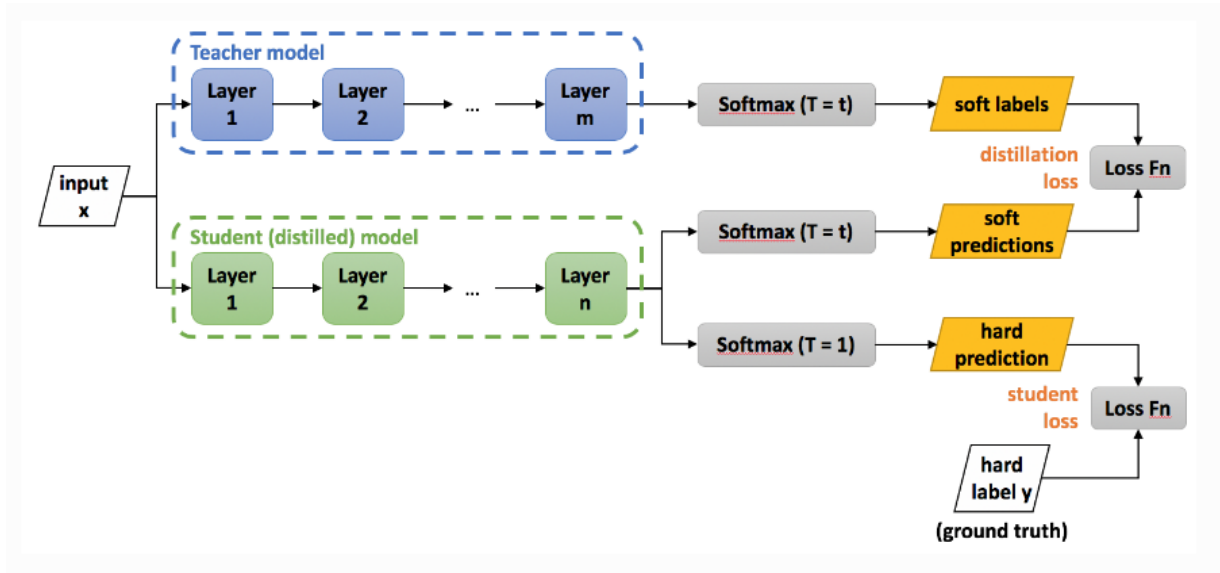 Teacher model
Layer
1
Layer
2
...
Layer
m
Softmax (T = t)
soft labels
distillation
loss
Loss Fn
input
x
Student (distilled) model
Layer
1
Layer
2
...
Layer
n
Softmax (T = t)
soft
predictions
Softmax (T = 1)
hard
prediction
student
loss
Loss Fn
hard
label y
(ground truth)